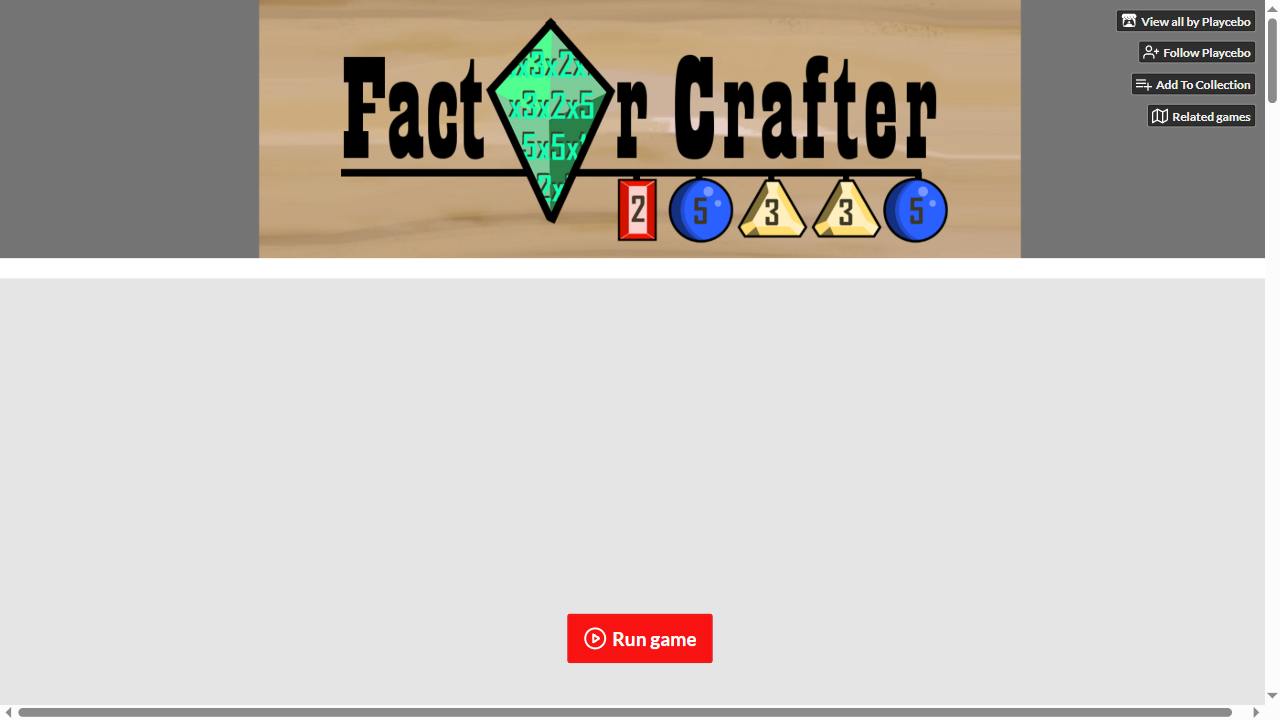 View all by Playcebo
Follow Playcebo
Add To Collection
Related games
Fact r Crafter
x3x2x
x3x2x5
5x5x
2x
2 5 3 3 5
Run game